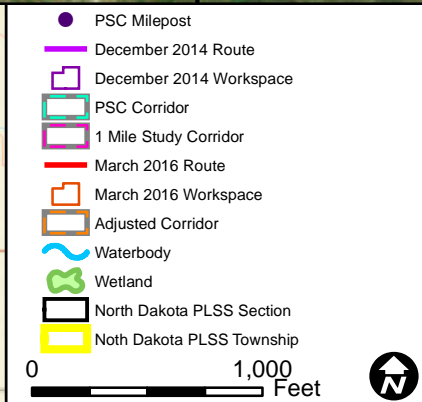 PSC Milepost
December 2014 Route
December 2014 Workspace
PSC Corridor
1 Mile Study Corridor
March 2016 Route
March 2016 Workspace
Adjusted Corridor
Waterbody
Wetland
North Dakota PLSS Section
Noth Dakota PLSS Township
0 1,000
Feet
N